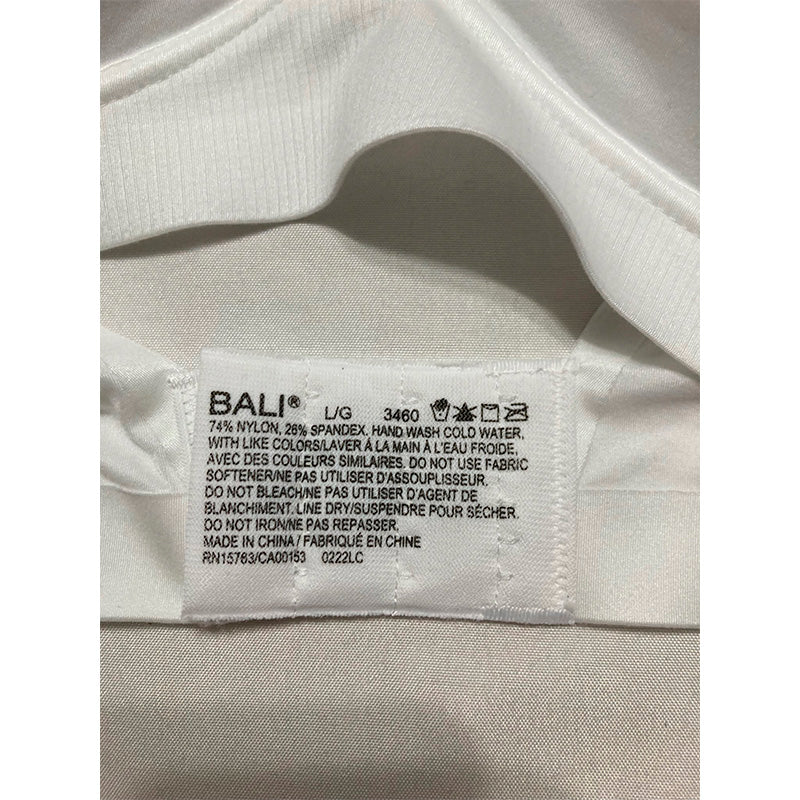 BALI® L/G 3460
74% NYLON, 26% SPANDEX. HAND WASH COLD WATER,
WITH LIKE COLORS/LAVER À LA MAIN À L'EAU FROIDE,
AVEC DES COULEURS SIMILAIRES. DO NOT USE FABRIC
SOFTENER/NE PAS UTILISER D'ASSOUPLISSEUR.
DO NOT BLEACH/NE PAS UTILISER D'AGENT DE
BLANCHIMENT. LINE DRY/SUSPENDRE POUR SÉCHER.
DO NOT IRON/NE PAS REPASSER.
MADE IN CHINA / FABRIQUÉ EN CHINE
RN15763/CA00153 0222LC